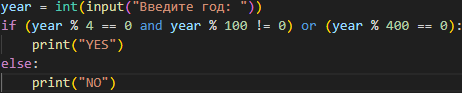 year = int(input("Введите год: "))
if (year % 4 == 0 and year % 100 != 0) or (year % 400 == 0):
    print("YES")
else:
    print("NO")